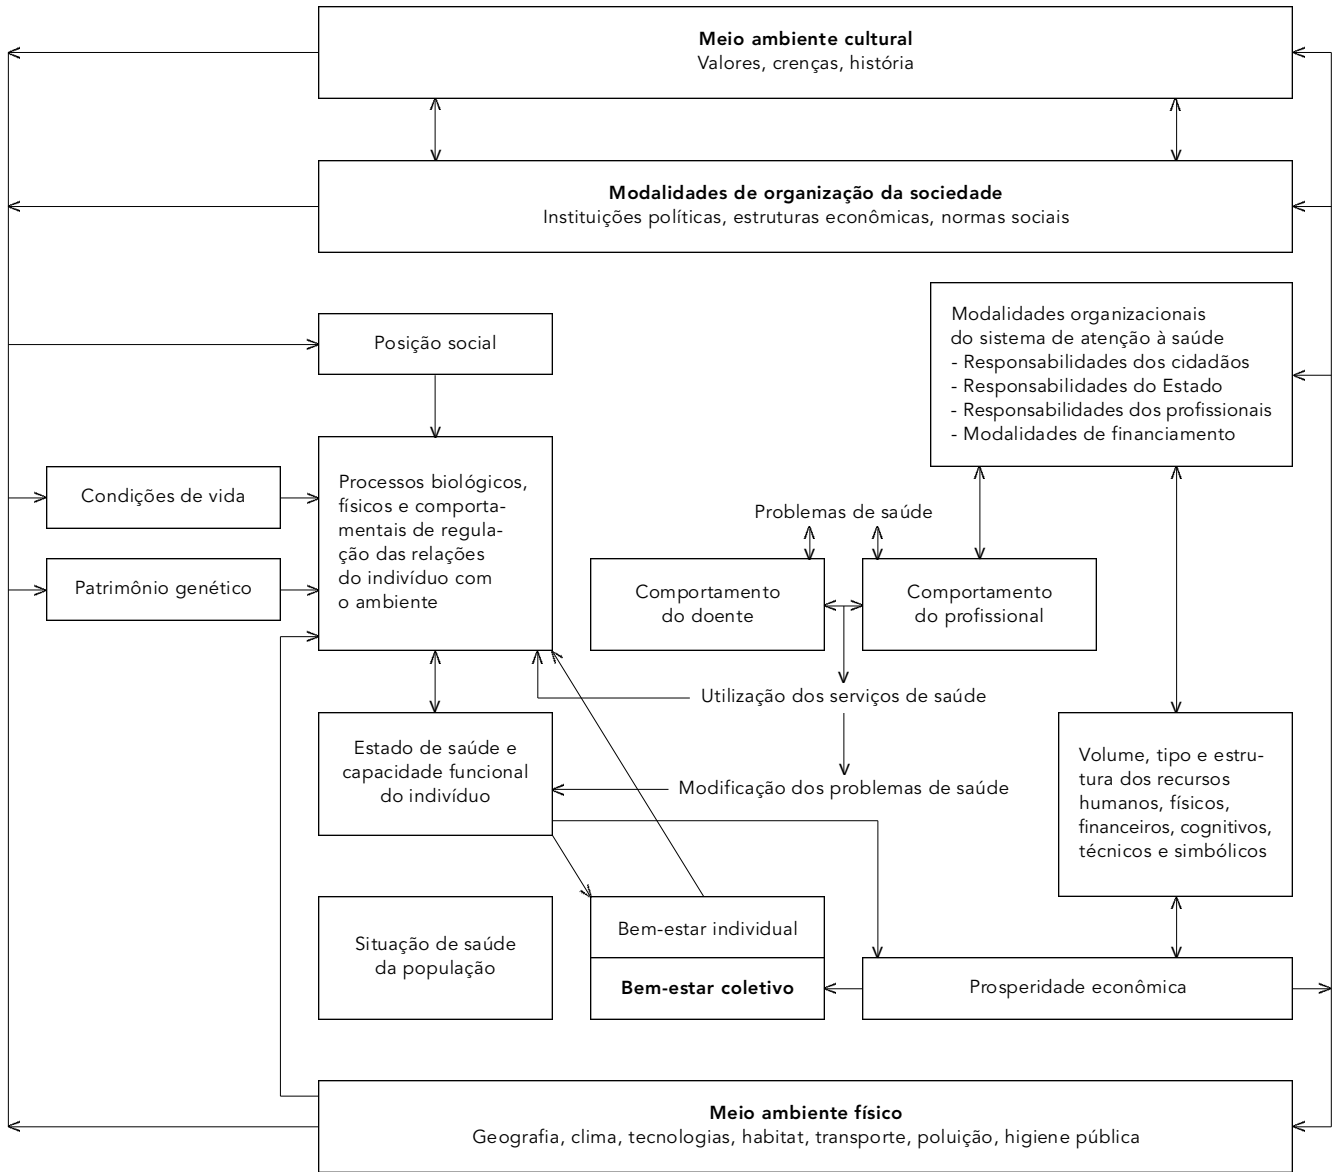 Meio ambiente cultural
Valores, crenças, história
Modalidades de organização da sociedade
Instituições políticas, estruturas econômicas, normas sociais
Modalidades organizacionais
do sistema de atenção à saúde
- Responsabilidades dos cidadãos
- Responsabilidades do Estado
- Responsabilidades dos profissionais
- Modalidades de financiamento
Posição social
Condições de vida
Patrimônio genético
Processos biológicos,
físicos e comporta-
mentais de regula-
ção das relações
do indivíduo com
o ambiente
Problemas de saúde
Comportamento
do doente
Comportamento
do profissional
Utilização dos serviços de saúde
Estado de saúde e
capacidade funcional
do indivíduo
Modificação dos problemas de saúde
Volume, tipo e estru-
tura dos recursos
humanos, físicos,
financeiros, cognitivos,
técnicos e simbólicos
Situação de saúde
da população
Bem-estar individual
Bem-estar coletivo
Prosperidade econômica
Meio ambiente físico
Geografia, clima, tecnologias, habitat, transporte, poluição, higiene pública